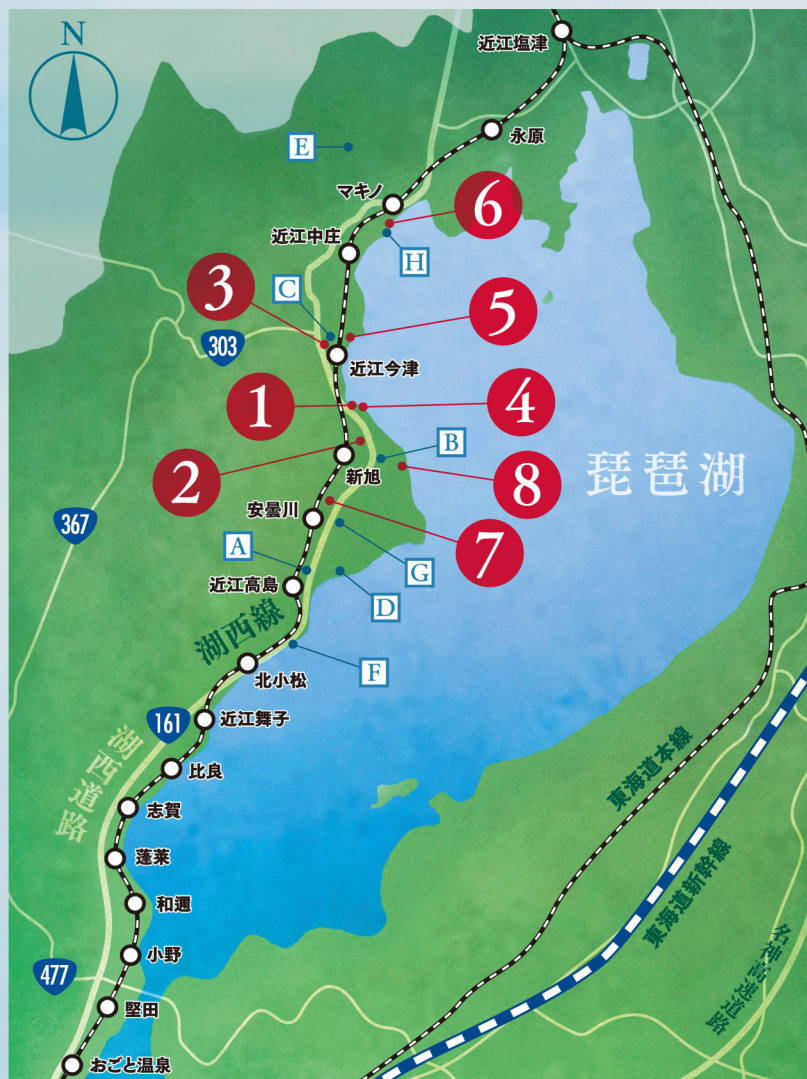 N
近江塩津
永原
E
マキノ
6
近江中庄
H
3
C
5
303
近江今津
1
4
2
B
新旭
8
琵琶湖
367
安曇川
7
A
G
近江高島
D
湖西線
F
北小松
161
近江舞子
湖西道路
比良
東海道本線
志賀
東海道新幹線
蓬莱
和邇
名神高速道路
小野
477
堅田
おごと温泉